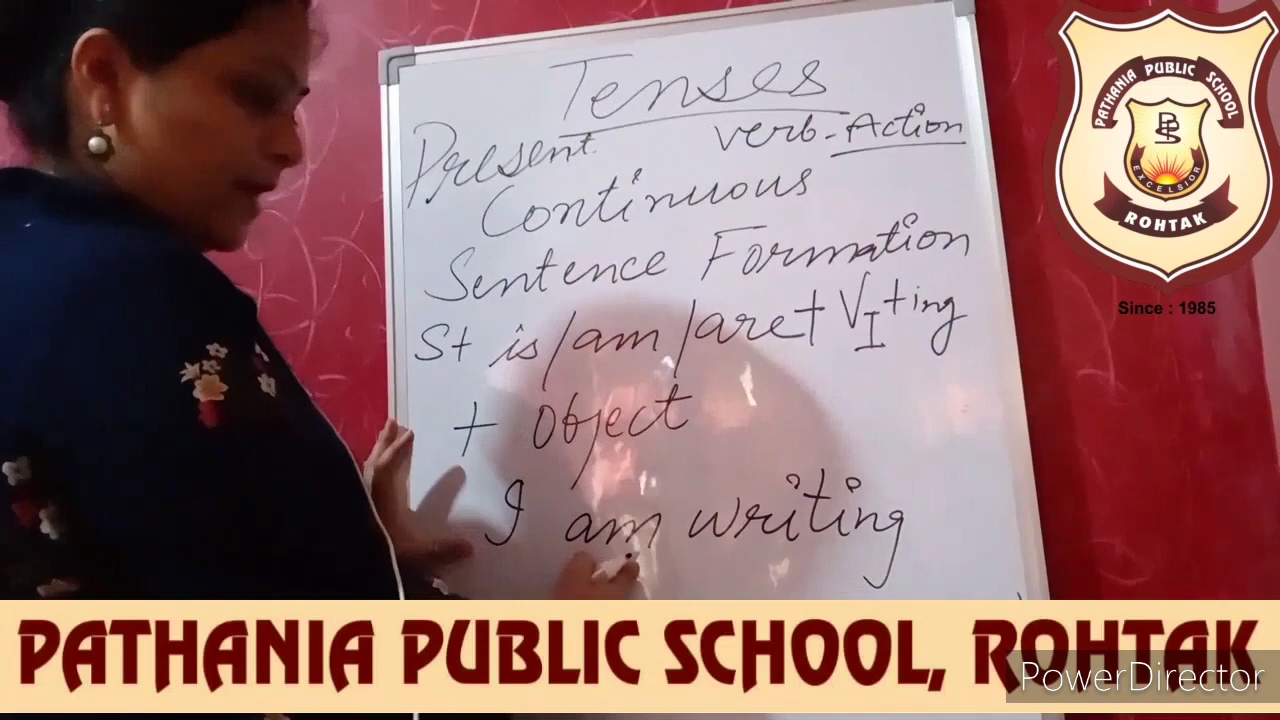 Tenses
Present verb - Action
Continuous
Sentence Formation
S+ is/am/are+ VI+ing
+ Object
I am writing
PATHANIA PUBLIC SCHOOL
PS
EXCELSIOR
ROHTAK
Since : 1985
PATHANIA PUBLIC SCHOOL, ROHTAK
PowerDirector